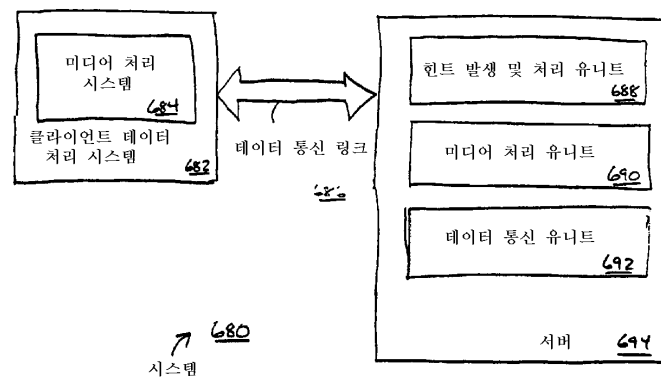 미디어 처리
시스템
684
클라이언트 데이터
처리 시스템
682
데이터 통신 링크
686
힌트 발생 및 처리 유니트
688
미디어 처리 유니트
690
데이터 통신 유니트
692
서버 694
680
시스템